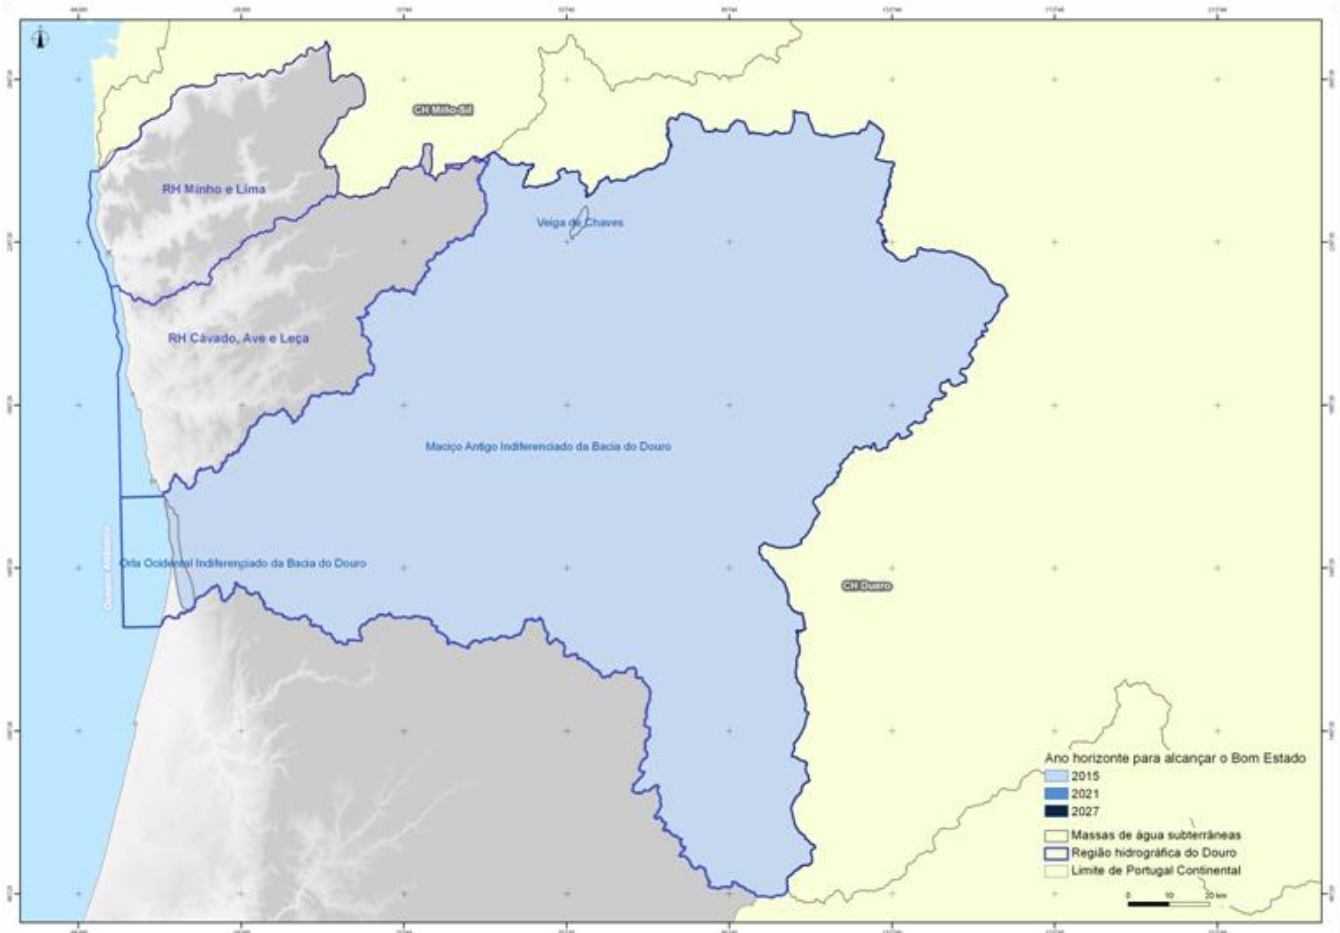 CH Miño-Sil
RH Minho e Lima
Veiga de Chaves
RH Cávado, Ave e Leça
Maciço Antigo Indiferenciado da Bacia do Douro
Orla Ocidental Indiferenciado da Bacia do Douro
CH Duero
Ano horizonte para alcançar o Bom Estado
2015
2021
2027
Massas de água subterrâneas
Região hidrográfica do Douro
Limite de Portugal Continental
0 10 20 km